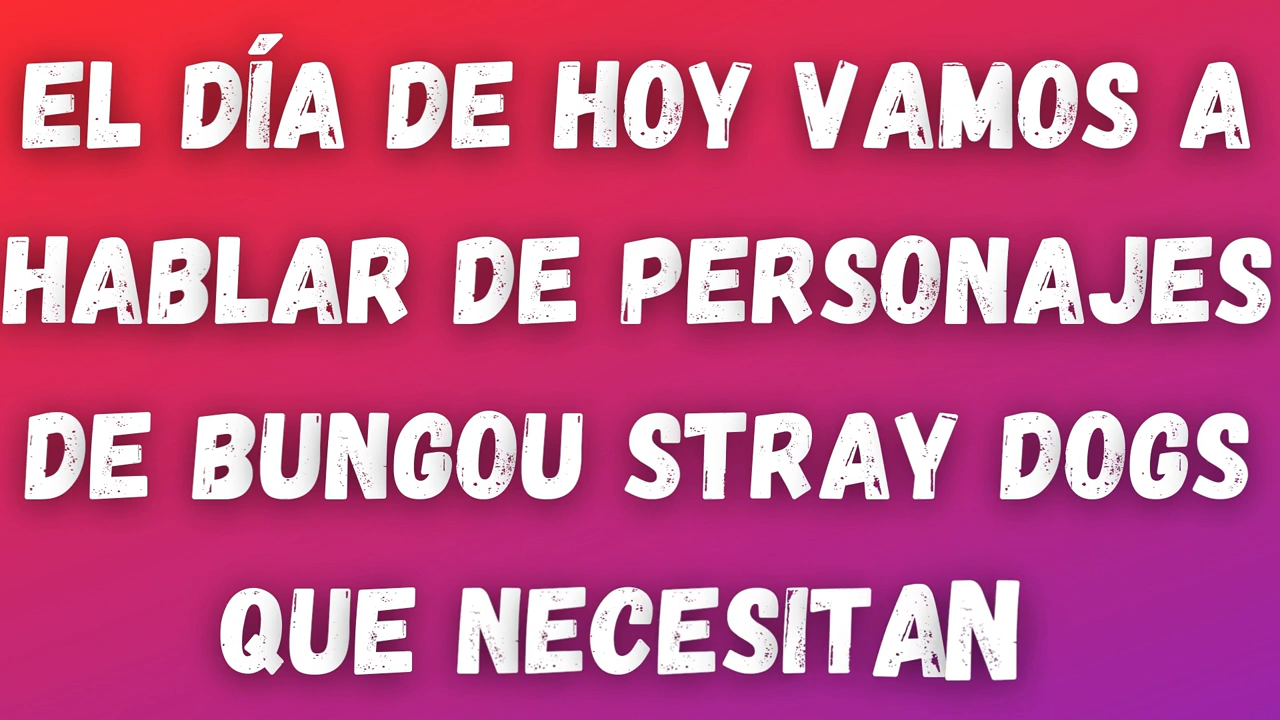 EL DÍA DE HOY VAMOS A
HABLAR DE PERSONAJES
DE BUNGOU STRAY DOGS
QUE NECESITAN